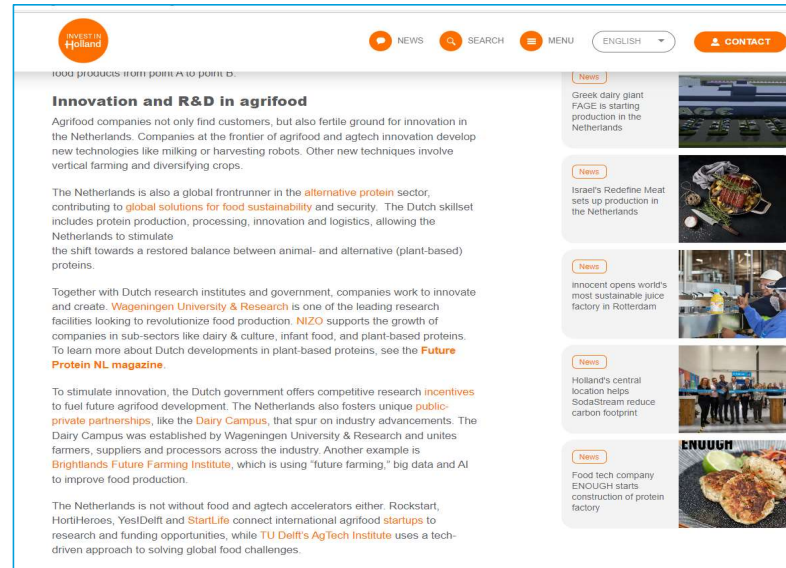 INVEST IN
Holland
NEWS
SEARCH
MENU
ENGLISH
CONTACT
food products from point A to point B.
Innovation and R&D in agrifood
Agrifood companies not only find customers, but also fertile ground for innovation in
the Netherlands. Companies at the frontier of agrifood and agtech innovation develop
new technologies like milking or harvesting robots. Other new techniques involve
vertical farming and diversifying crops.
The Netherlands is also a global frontrunner in the alternative protein sector,
contributing to global solutions for food sustainability and security. The Dutch skillset
includes protein production, processing, innovation and logistics, allowing the
Netherlands to stimulate
the shift towards a restored balance between animal- and alternative (plant-based)
proteins.
Together with Dutch research institutes and government, companies work to innovate
and create. Wageningen University & Research is one of the leading research
facilities looking to revolutionize food production. NIZO supports the growth of
companies in sub-sectors like dairy & culture, infant food, and plant-based proteins.
To learn more about Dutch developments in plant-based proteins, see the Future
Protein NL magazine.
To stimulate innovation, the Dutch government offers competitive research incentives
to fuel future agrifood development. The Netherlands also fosters unique public-
private partnerships, like the Dairy Campus, that spur on industry advancements. The
Dairy Campus was established by Wageningen University & Research and unites
farmers, suppliers and processors across the industry. Another example is
Brightlands Future Farming Institute, which is using "future farming," big data and AI
to improve food production.
The Netherlands is not without food and agtech accelerators either. Rockstart,
HortiHeroes, YesIDelft and StartLife connect international agrifood startups to
research and funding opportunities, while TU Delft's AgTech Institute uses a tech-
driven approach to solving global food challenges.
News
Greek dairy giant
FAGE is starting
production in the
Netherlands
News
Israel's Redefine Meat
sets up production in
the Netherlands
News
innocent opens world's
most sustainable juice
factory in Rotterdam
News
Holland's central
location helps
SodaStream reduce
carbon footprint
News
Food tech company
ENOUGH starts
construction of protein
factory
FAGE
ENOUGH